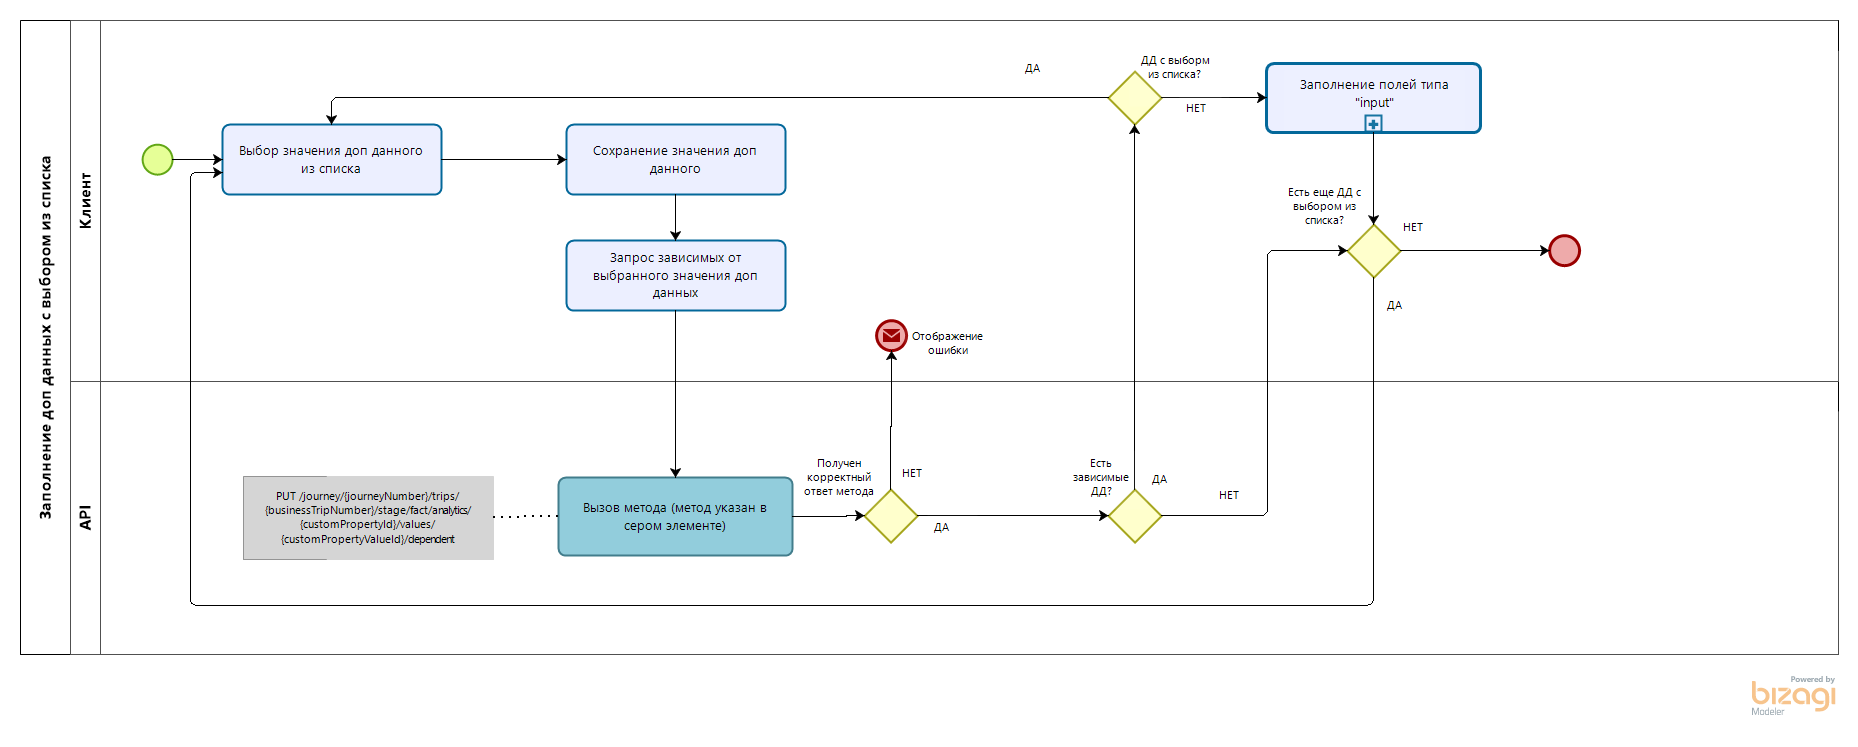 Заполнение доп данных с выбором из списка
Клиент
API
ДА
ДД с выборм
из списка?
НЕТ
Заполнение полей типа
"input"
Выбор значения доп данного
из списка
Сохранение значения доп
данного
Есть еще ДД с
выбором из
списка?
НЕТ
Запрос зависимых от
выбранного значения доп
данных
ДА
Отображение
ошибки
Получен
корректный
ответ метода
НЕТ
Есть
зависимые
ДД?
ДА
НЕТ
PUT /journey/{journeyNumber}/trips/
{businessTripNumber}/stage/fact/analytics/
{customPropertyId}/values/
{customPropertyValueId}/dependent
Вызов метода (метод указан в
сером элементе)
ДА
Powered by
bizagi
Modeler